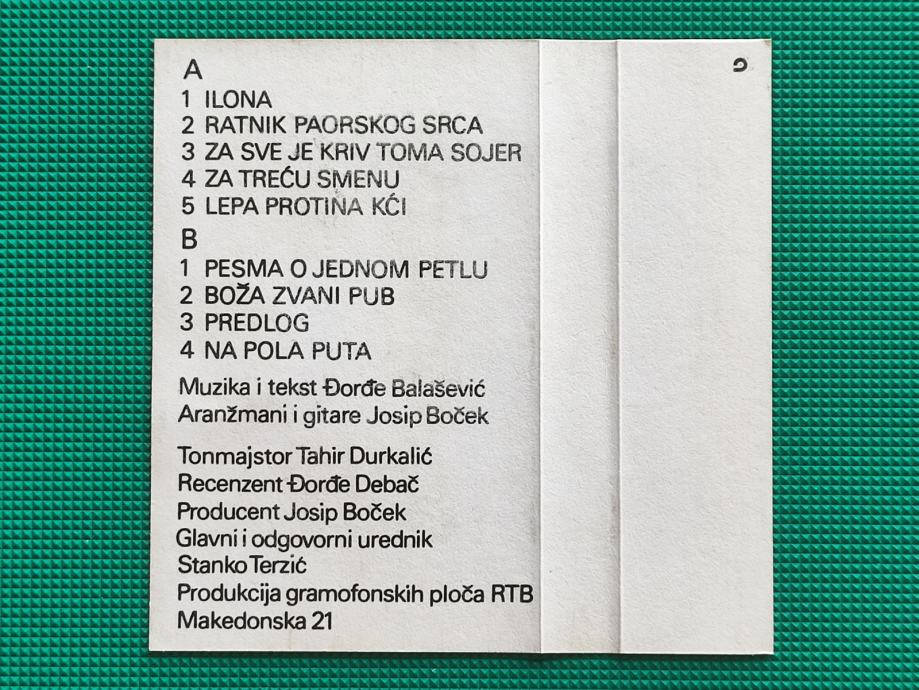 A
1 ILONA
2 RATNIK PAORSKOG SRCA
3 ZA SVE JE KRIV TOMA SOJER
4 ZA TREĆU SMENU
5 LEPA PROTINA KĆI
B
1 PESMA O JEDNOM PETLU
2 BOŽA ZVANI PUB
3 PREDLOG
4 NA POLA PUTA
Muzika i tekst Đorđe Balašević
Aranžmani i gitare Josip Boček
Tonmajstor Tahir Durkalić
Recenzent Đorđe Debač
Producent Josip Boček
Glavni i odgovorni urednik
Stanko Terzić
Produkcija gramofonskih ploča RTB
Makedonska 21